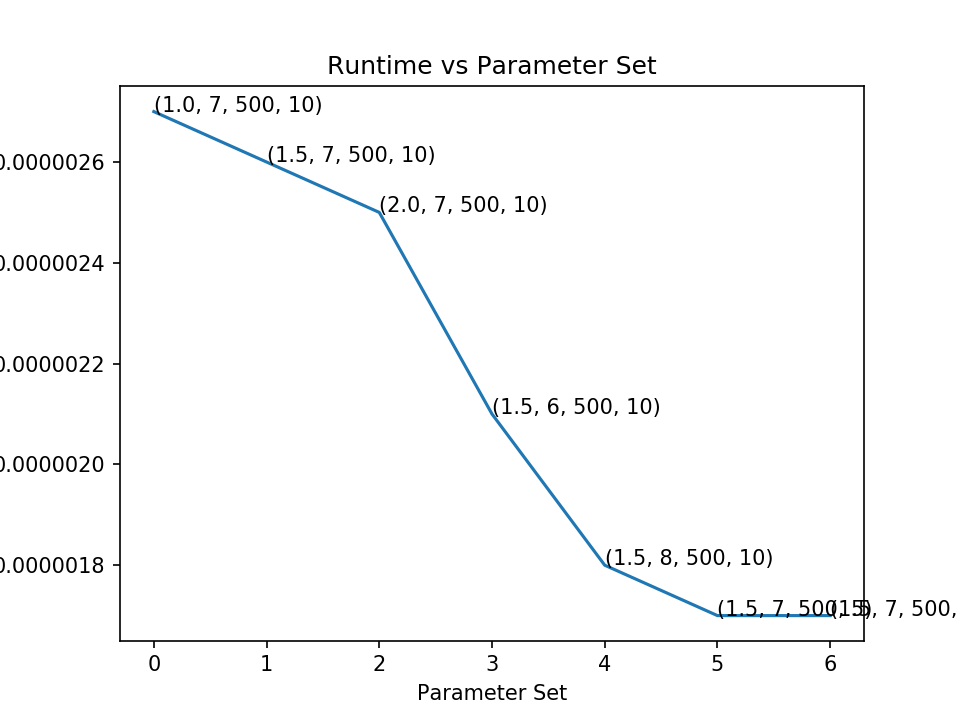 Runtime vs Parameter Set
(1.0, 7, 500, 10)
0.0000026
(1.5, 7, 500, 10)
(2.0, 7, 500, 10)
0.0000024
0.0000022
(1.5, 6, 500, 10)
0.0000020
(1.5, 8, 500, 10)
0.0000018
(1.5, 7, 500, 15)
7, 500,
0 1 2 3 4 5 6
Parameter Set